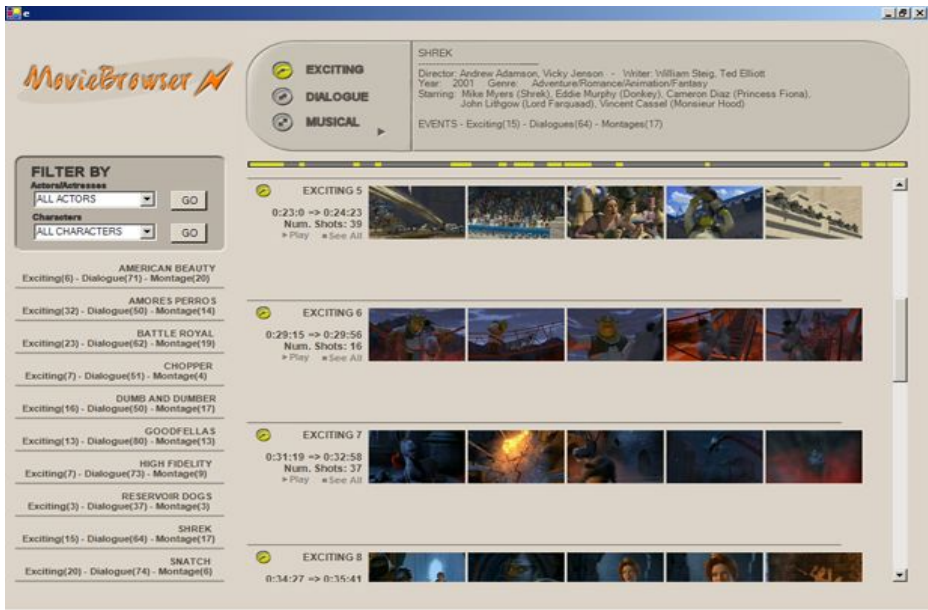 e
MovieBrowser
EXCITING
DIALOGUE
MUSICAL
SHREK
Director: Andrew Adamson, Vicky Jenson - Writer: William Steig, Ted Elliott
Year: 2001 Genre: Adventure/Romance/Animation/Fantasy
Starring: Mike Myers (Shrek), Eddie Murphy (Donkey), Cameron Diaz (Princess Fiona),
John Lithgow (Lord Farquaad), Vincent Cassel (Monsieur Hood)
EVENTS - Exciting(15) - Dialogues(64) - Montages(17)
FILTER BY
Actors/Actresses
ALL ACTORS GO
Characters
ALL CHARACTERS GO
AMERICAN BEAUTY
Exciting(6) - Dialogue(71) - Montage(20)
AMORES PERROS
Exciting(32) - Dialogue(50) - Montage(14)
BATTLE ROYAL
Exciting(23) - Dialogue(62) - Montage(19)
CHOPPER
Exciting(7) - Dialogue(51) - Montage(4)
DUMB AND DUMBER
Exciting(16) - Dialogue(50) - Montage(17)
GOODFELLAS
Exciting(13) - Dialogue(80) - Montage(13)
HIGH FIDELITY
Exciting(7) - Dialogue(73) - Montage(9)
RESERVOIR DOGS
Exciting(3) - Dialogue(37) - Montage(3)
SHREK
Exciting(15) - Dialogue(64) - Montage(17)
SNATCH
Exciting(20) - Dialogue(74) - Montage(6)
EXCITING 5
0:23:0 => 0:24:23
Num. Shots: 39
Play See All
EXCITING 6
0:29:15 => 0:29:56
Num. Shots: 16
Play See All
EXCITING 7
0:31:19 => 0:32:58
Num. Shots: 37
Play See All
EXCITING 8
0:34:27 => 0:35:41